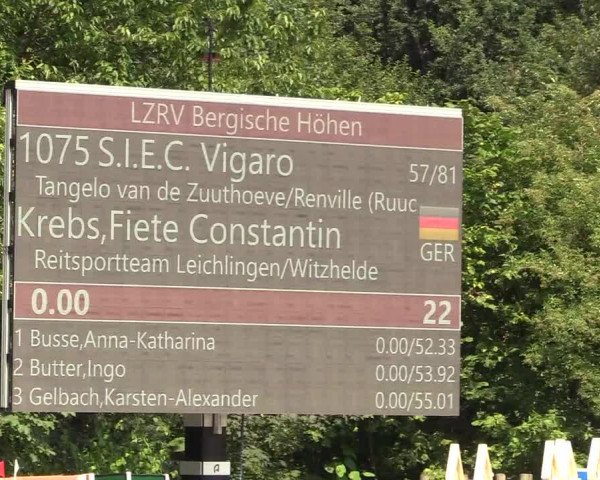 LZRV Bergische Höhen
1075 S.I.E.C. Vigaro 57/81
Tangelo van de Zuuthoeve/Renville (Ruuc
Krebs,Fiete Constantin
GER
Reitsportteam Leichlingen/Witzhelde
0.00 22
1 Busse,Anna-Katharina 0.00/52.33
2 Butter,Ingo 0.00/53.92
3 Gelbach,Karsten-Alexander 0.00/55.01
A